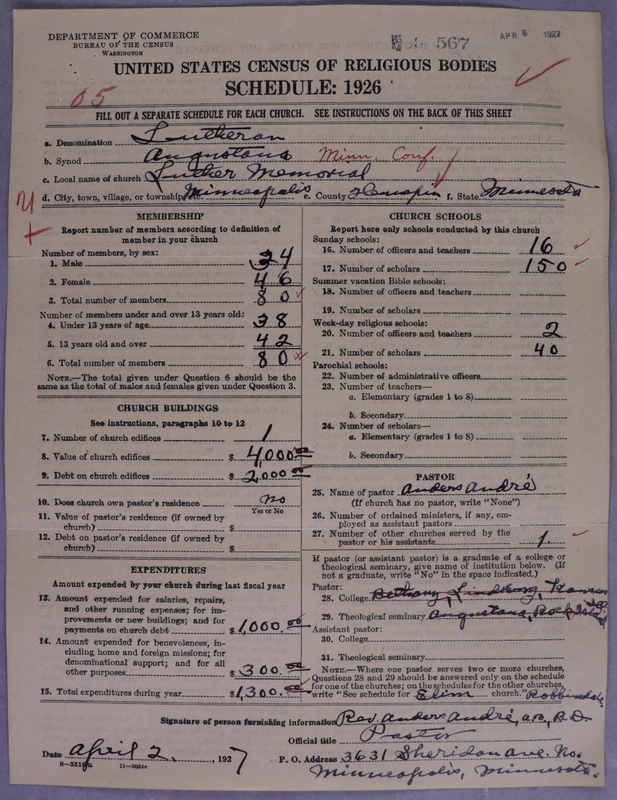 DEPARTMENT OF COMMERCE
BUREAU OF THE CENSUS
WASHINGTON
567
APR 6 1927
UNITED STATES CENSUS OF RELIGIOUS BODIES
SCHEDULE: 1926
05
FILL OUT A SEPARATE SCHEDULE FOR EACH CHURCH. SEE INSTRUCTIONS ON THE BACK OF THIS SHEET
a. Denomination Lutheran
b. Synod Augustana Minn. Conf.
c. Local name of church Luther Memorial
d. City, town, village, or township Minneapolis e. County Hennepin f. State Minnesota
MEMBERSHIP
Report number of members according to definition of
member in your church
Number of members, by sex:
1. Male 34
2. Female 46
3. Total number of members 80
Number of members under and over 13 years old:
4. Under 13 years of age 38
5. 13 years old and over 42
6. Total number of members 80
NOTE.—The total given under Question 6 should be the
same as the total of males and females given under Question 3.
CHURCH BUILDINGS
See instructions, paragraphs 10 to 12
7. Number of church edifices 1
8. Value of church edifices $ 4,000.00
9. Debt on church edifices $ 2,000.00
10. Does church own pastor's residence no
Yes or No
11. Value of pastor's residence (if owned by
church) $
12. Debt on pastor's residence (if owned by
church) $
EXPENDITURES
Amount expended by your church during last fiscal year
13. Amount expended for salaries, repairs,
and other running expenses; for im-
provements or new buildings; and for
payments on church debt $ 1,000.00
14. Amount expended for benevolences, in-
cluding home and foreign missions; for
denominational support; and for all
other purposes $ 300.00
15. Total expenditures during year $ 1,300.00
CHURCH SCHOOLS
Report here only schools conducted by this church
Sunday schools:
16. Number of officers and teachers 16
17. Number of scholars 150
Summer vacation Bible schools:
18. Number of officers and teachers
19. Number of scholars
Week-day religious schools:
20. Number of officers and teachers 2
21. Number of scholars 40
Parochial schools:
22. Number of administrative officers
23. Number of teachers—
a. Elementary (grades 1 to 8)
b. Secondary
24. Number of scholars—
a. Elementary (grades 1 to 8)
b. Secondary
PASTOR
25. Name of pastor Anders André
(If church has no pastor, write "None")
26. Number of ordained ministers, if any, em-
ployed as assistant pastors
27. Number of other churches served by the
pastor or his assistants 1.
If pastor (or assistant pastor) is a graduate of a college or
theological seminary, give name of institution below. (If
not a graduate, write "No" in the space indicated.)
Pastor:
28. College Bethany, Lindsborg, Kansas
29. Theological seminary Augustana, Rock Island
Assistant pastor:
30. College
31. Theological seminary
NOTE.—Where one pastor serves two or more churches,
Questions 28 and 29 should be answered only on the schedule
for one of the churches; on the schedules for the other churches,
write "See schedule for Elim church." Robbinsdale
Signature of person furnishing information Rev. Anders André, A.B., B.D.
Official title Pastor
Date April 2, 1927
P. O. Address 3631 Sheridan Ave. No.
Minneapolis, Minnesota.
11—9684